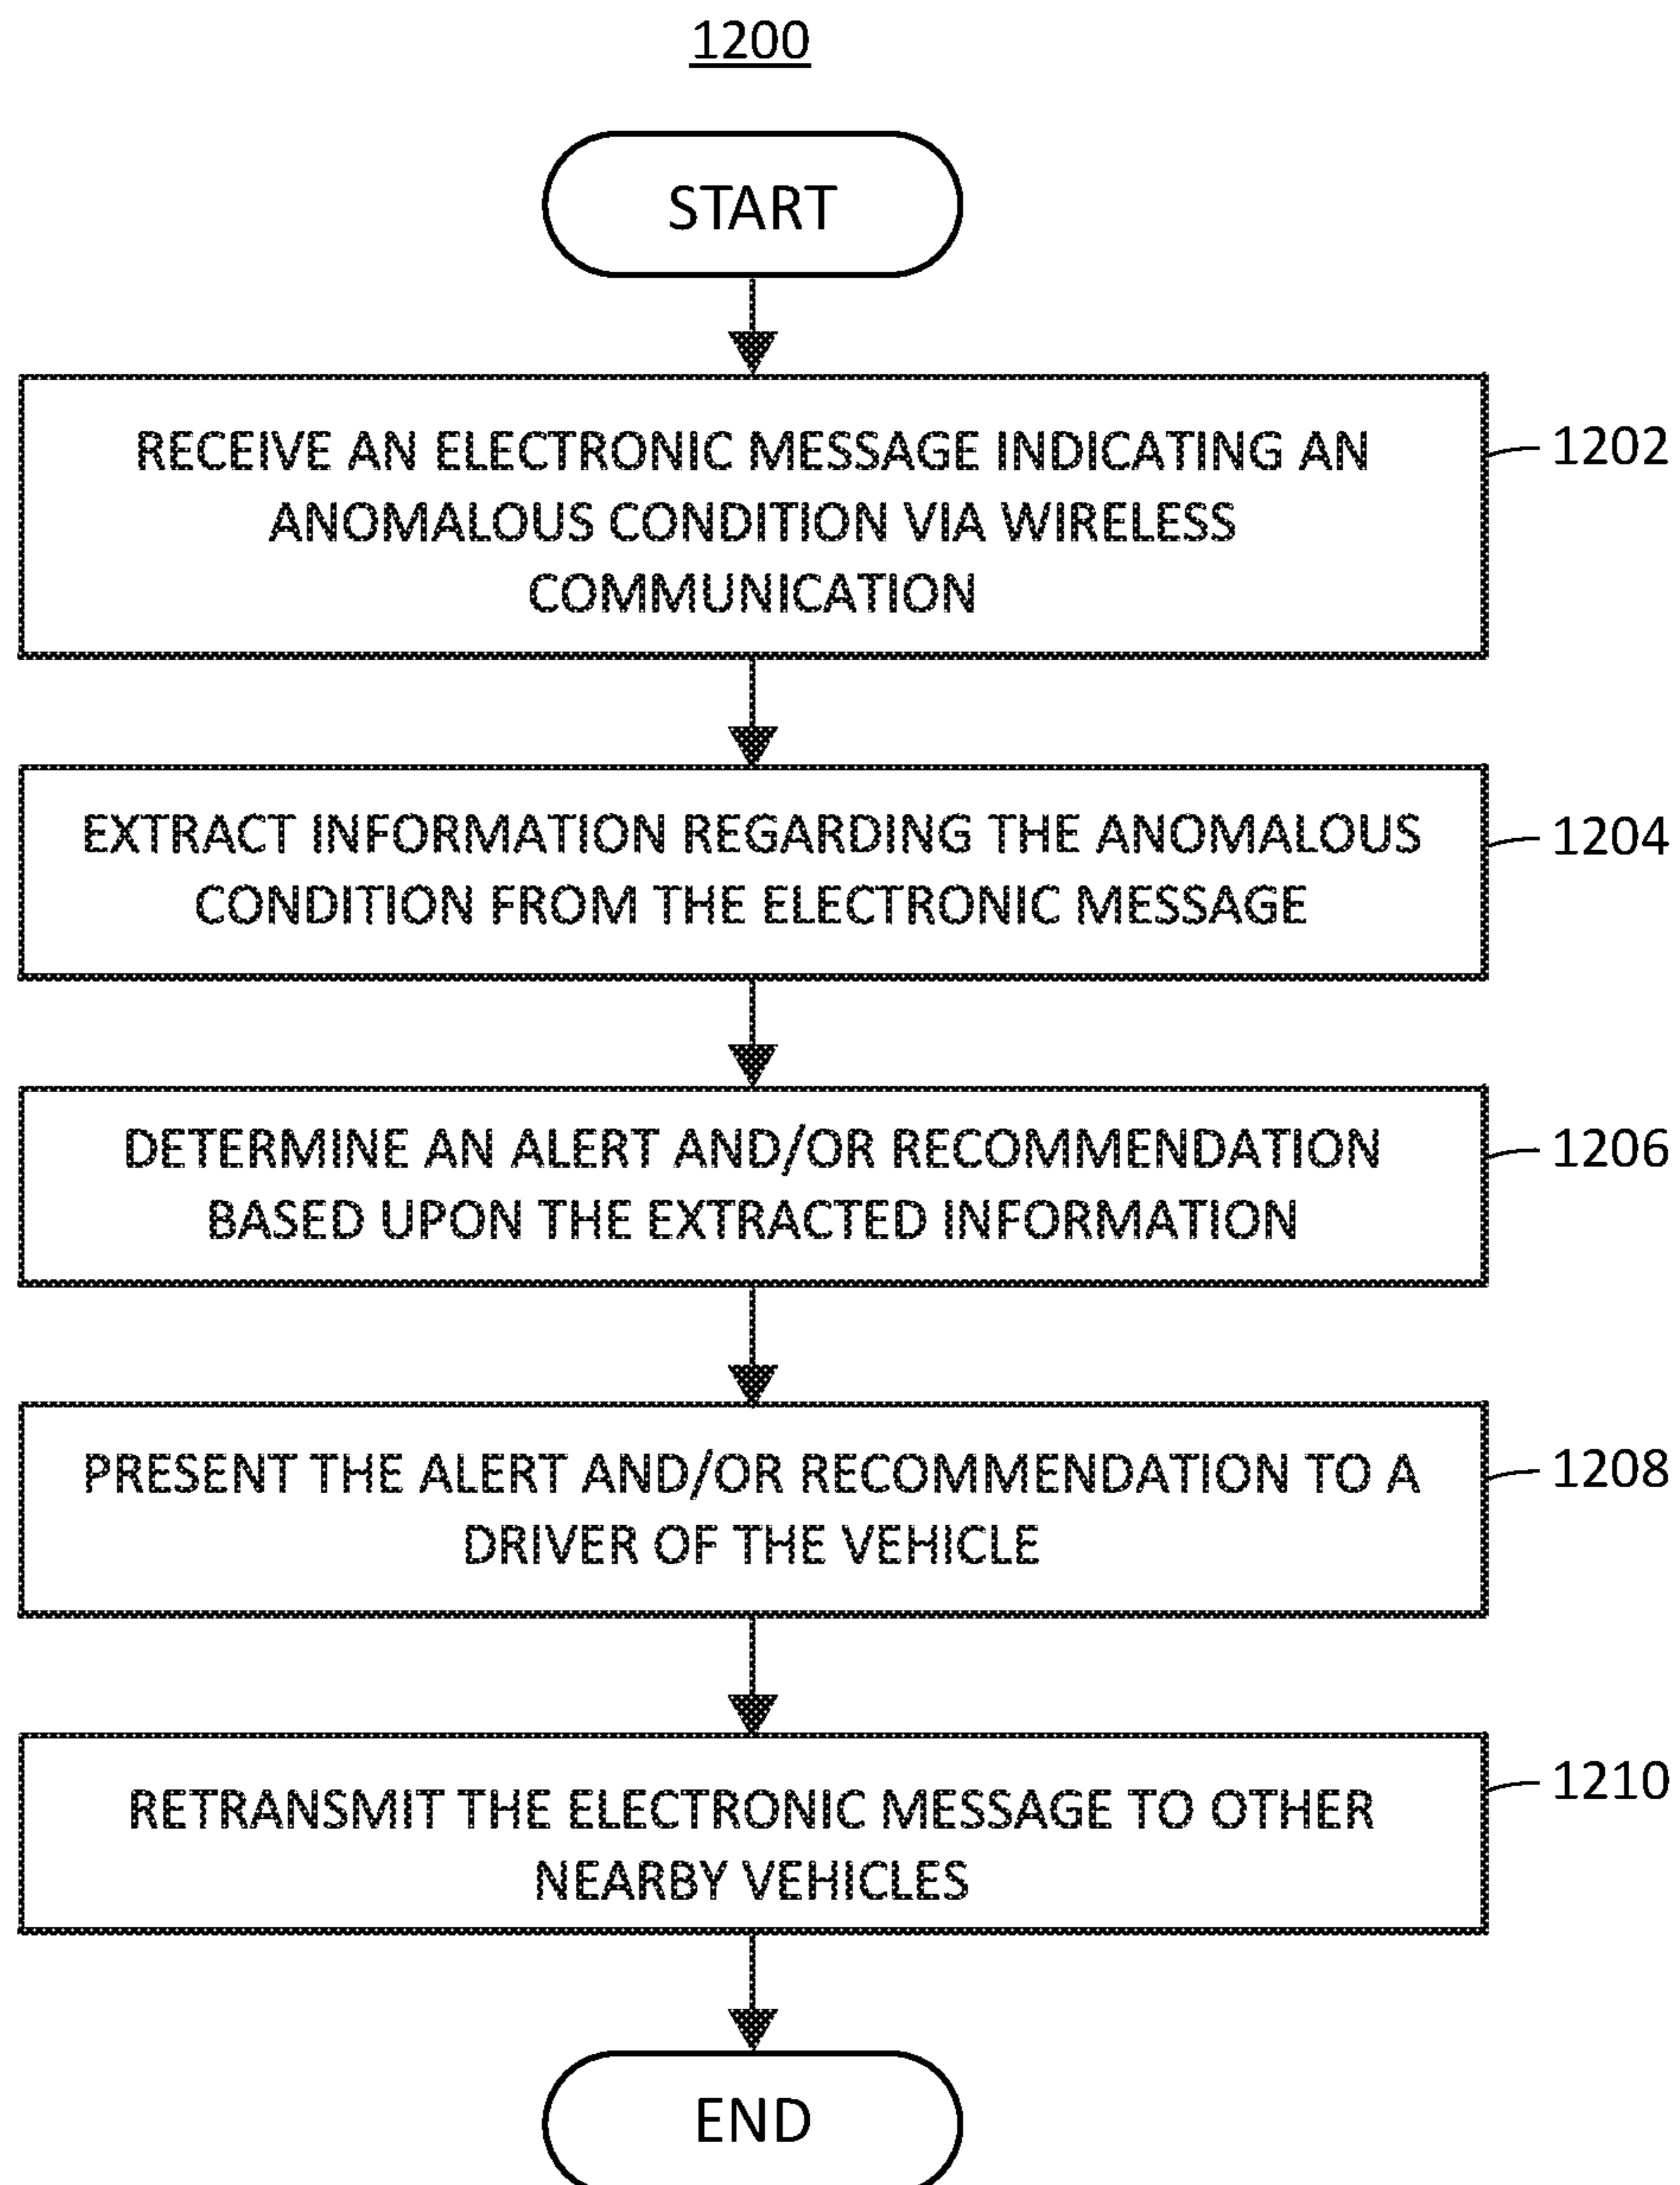 1200
START
RECEIVE AN ELECTRONIC MESSAGE INDICATING AN
ANOMALOUS CONDITION VIA WIRELESS
COMMUNICATION
1202
EXTRACT INFORMATION REGARDING THE ANOMALOUS
CONDITION FROM THE ELECTRONIC MESSAGE
1204
DETERMINE AN ALERT AND/OR RECOMMENDATION
BASED UPON THE EXTRACTED INFORMATION
1206
PRESENT THE ALERT AND/OR RECOMMENDATION TO A
DRIVER OF THE VEHICLE
1208
RETRANSMIT THE ELECTRONIC MESSAGE TO OTHER
NEARBY VEHICLES
1210
END